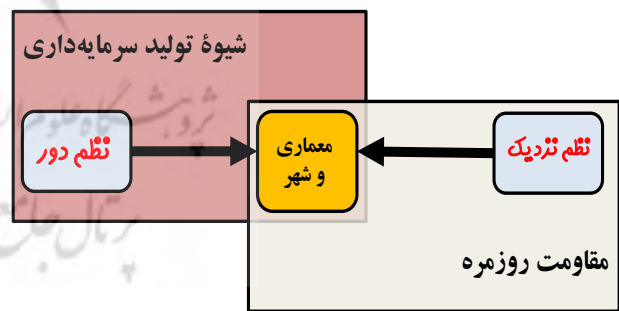 شیوهٔ تولید سرمایه‌داری
نظم نزدیک
معماری
و شهر
نظم دور
مقاومت روزمره